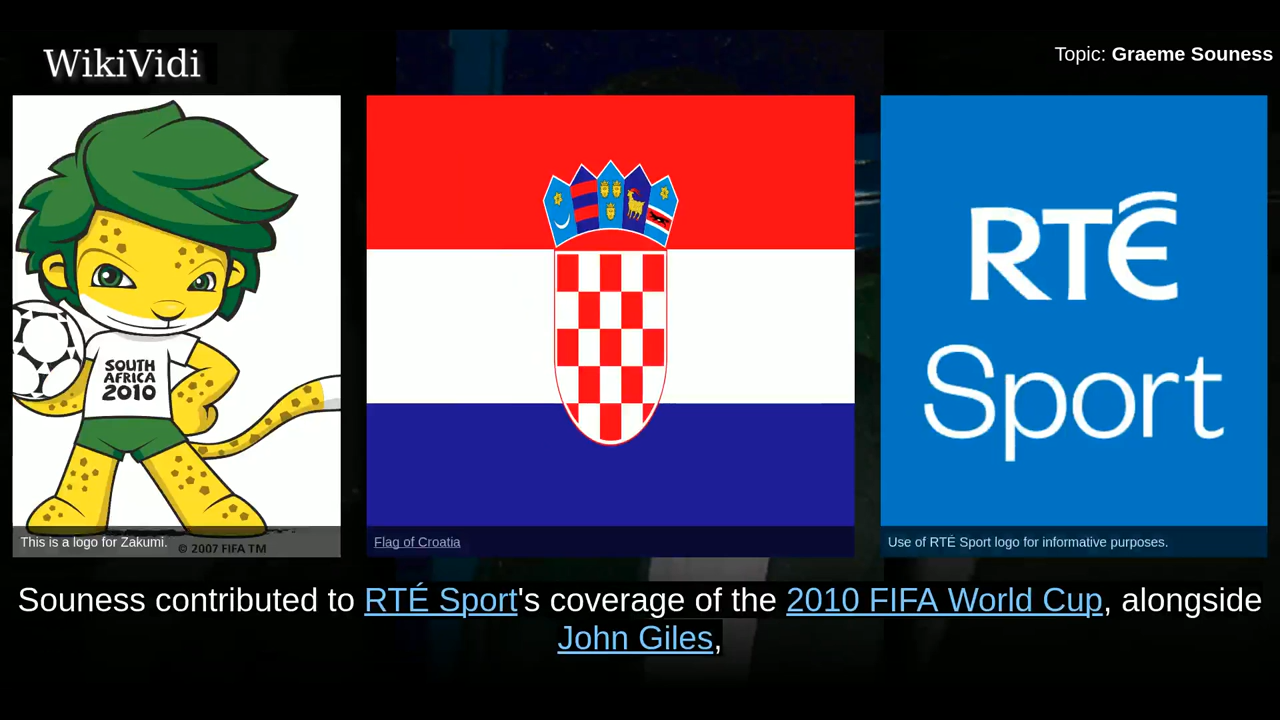 WikiVidi
Topic: Graeme Souness
SOUTH
AFRICA
2010
This is a logo for Zakumi.
© 2007 FIFA TM
Flag of Croatia
RTÉ
Sport
Use of RTÉ Sport logo for informative purposes.
Souness contributed to RTÉ Sport's coverage of the 2010 FIFA World Cup, alongside
John Giles,